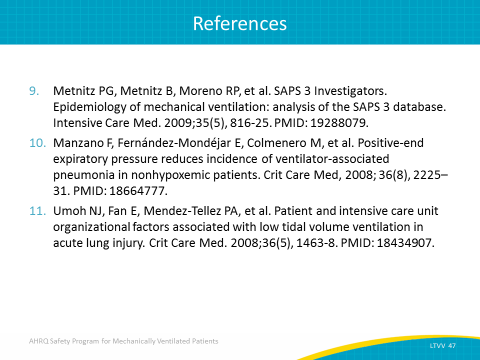 References
9. Metnitz PG, Metnitz B, Moreno RP, et al. SAPS 3 Investigators.
Epidemiology of mechanical ventilation: analysis of the SAPS 3 database.
Intensive Care Med. 2009;35(5), 816-25. PMID: 19288079.
10. Manzano F, Fernández-Mondéjar E, Colmenero M, et al. Positive-end
expiratory pressure reduces incidence of ventilator-associated
pneumonia in nonhypoxemic patients. Crit Care Med, 2008; 36(8), 2225–
31. PMID: 18664777.
11. Umoh NJ, Fan E, Mendez-Tellez PA, et al. Patient and intensive care unit
organizational factors associated with low tidal volume ventilation in
acute lung injury. Crit Care Med. 2008;36(5), 1463-8. PMID: 18434907.
AHRQ Safety Program for Mechanically Ventilated Patients
LTVV 47